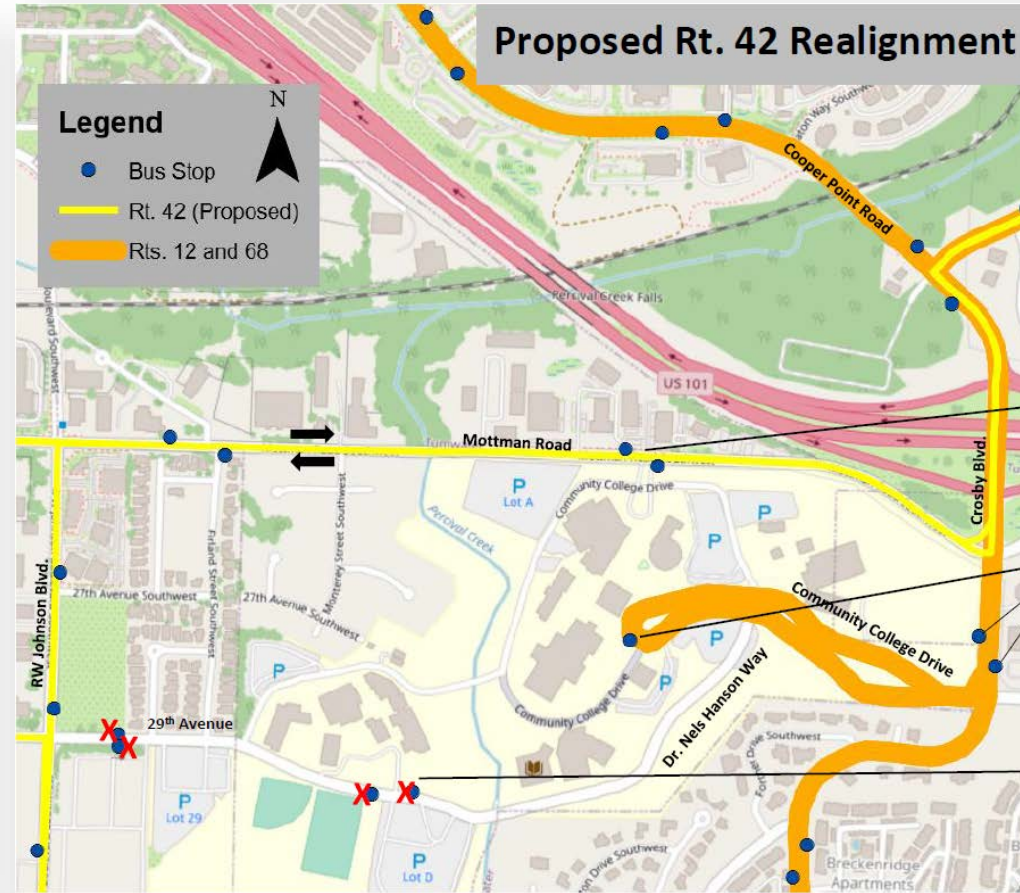 Proposed Rt. 42 Realignment
Legend
N
Bus Stop
Rt. 42 (Proposed)
Rts. 12 and 68
Cooper Point Road
Percival Creek Falls
US 101
Mottman Road
Crosby Blvd.
P
Lot A
Community College Drive
P
P
Percival Creek
Firland Street Southwest
Monterey Street Southwest
27th Avenue Southwest
27th Avenue Southwest
RW Johnson Blvd.
Community College Drive
P
P
P
Community College Drive
Dr. Nels Hanson Way
29th Avenue
X
X
X
X
P
Lot 29
P
Lot D
Breckenridge
Apartments